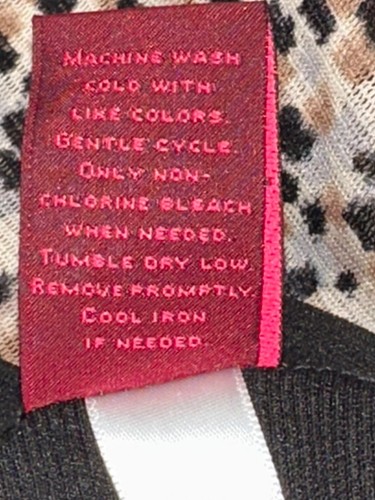 MACHINE WASH
COLD WITH
LIKE COLORS.
GENTLE CYCLE.
ONLY NON-
CHLORINE BLEACH
WHEN NEEDED.
TUMBLE DRY LOW.
REMOVE PROMPTLY.
COOL IRON
IF NEEDED.